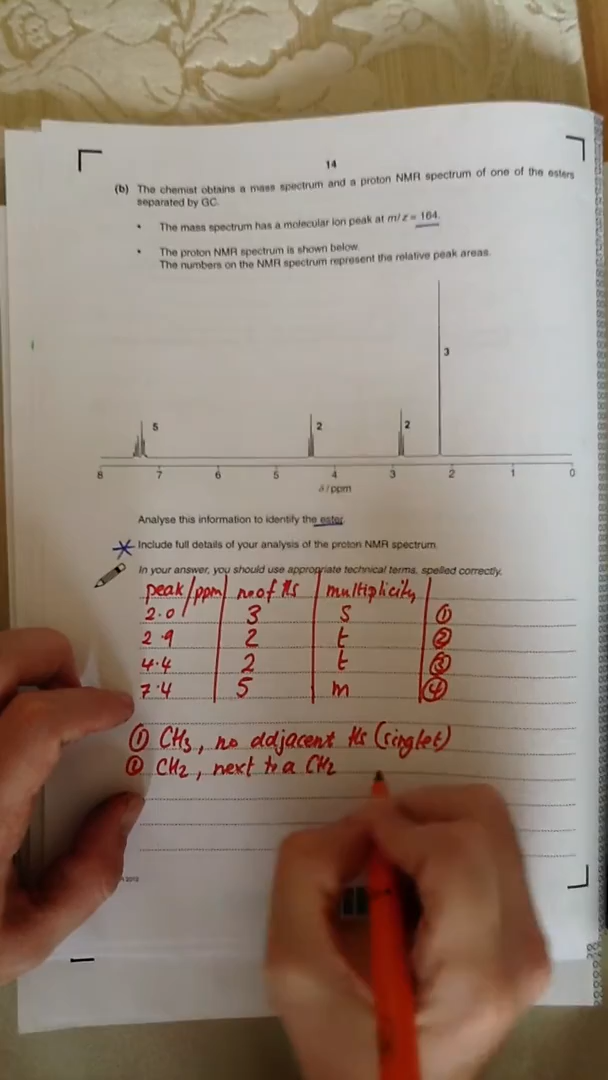 14
(b) The chemist obtains a mass spectrum and a proton NMR spectrum of one of the esters
separated by GC.
• The mass spectrum has a molecular ion peak at m/z = 164.
• The proton NMR spectrum is shown below.
The numbers on the NMR spectrum represent the relative peak areas.
3
5 2 2
8 7 6 5 4 3 2 1 0
δ/ppm
Analyse this information to identify the ester.
Include full details of your analysis of the proton NMR spectrum.
In your answer, you should use appropriate technical terms, spelled correctly.
peak/ppm no of Hs multiplicity
2.0 3 s ①
2.9 2 t ②
4.4 2 t ③
7.4 5 m ④
① CH3, no adjacent Hs (singlet)
② CH2, next to a CH2